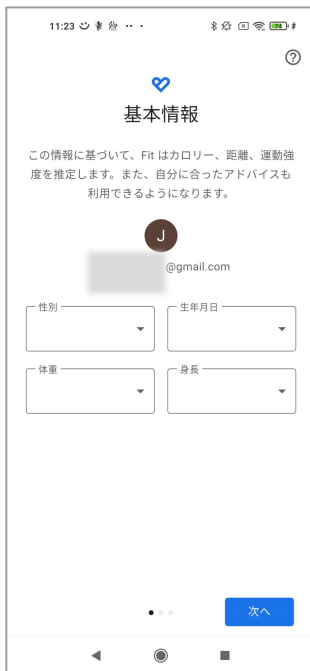 11:23
74
基本情報
この情報に基づいて、Fit はカロリー、距離、運動強
度を推定します。また、自分に合ったアドバイスも
利用できるようになります。
J
@gmail.com
性別
生年月日
体重
身長
次へ